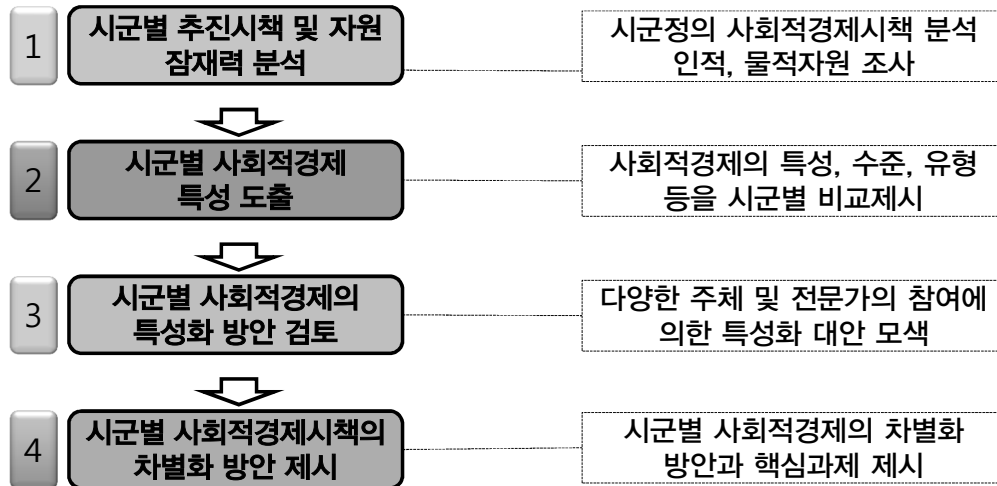 1
시군별 추진시책 및 자원
잠재력 분석
시군정의 사회적경제시책 분석
인적, 물적자원 조사
2
시군별 사회적경제
특성 도출
사회적경제의 특성, 수준, 유형
등을 시군별 비교제시
3
시군별 사회적경제의
특성화 방안 검토
다양한 주체 및 전문가의 참여에
의한 특성화 대안 모색
4
시군별 사회적경제시책의
차별화 방안 제시
시군별 사회적경제의 차별화
방안과 핵심과제 제시